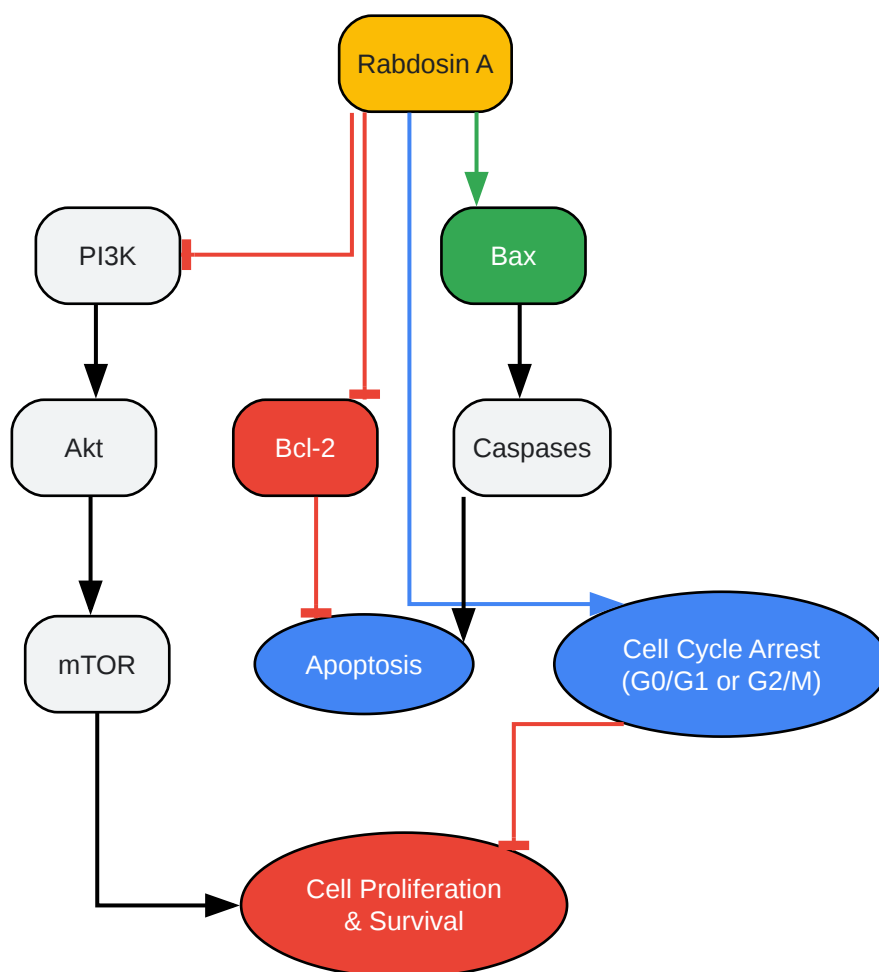 Rabdosin A
PI3K
Bax
Akt
Bcl-2
Caspases
mTOR
Apoptosis
Cell Cycle Arrest
(G0/G1 or G2/M)
Cell Proliferation
& Survival